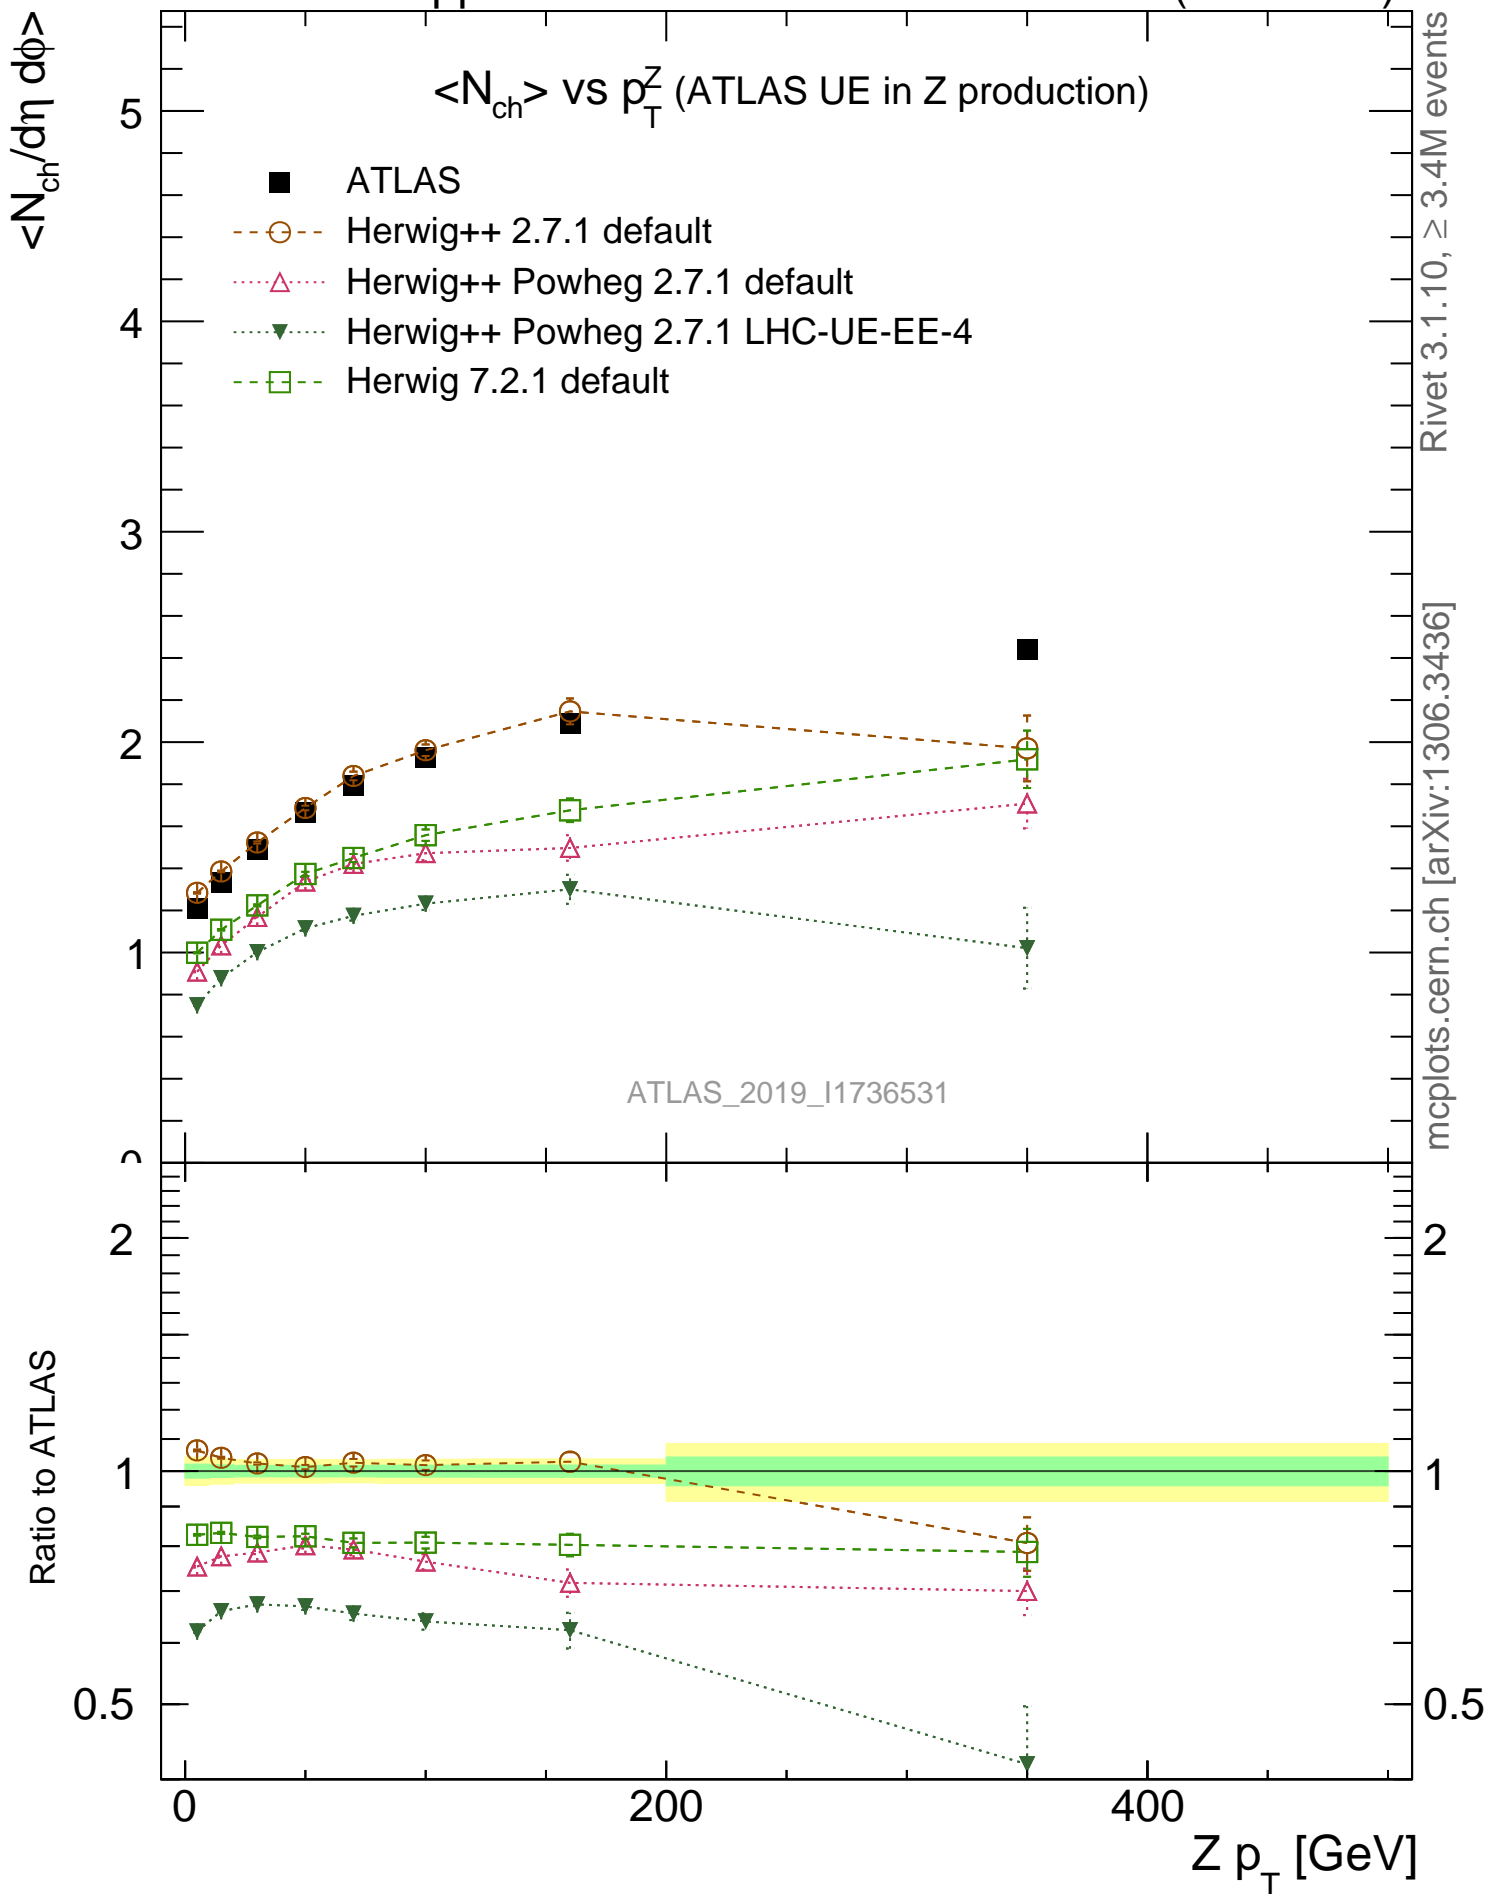 <N_ch/dη dϕ>
<N_ch> vs p_T^Z (ATLAS UE in Z production)
ATLAS
Herwig++ 2.7.1 default
Herwig++ Powheg 2.7.1 default
Herwig++ Powheg 2.7.1 LHC-UE-EE-4
Herwig 7.2.1 default
5
4
3
2
1
0
ATLAS_2019_I1736531
Rivet 3.1.10, ≥ 3.4M events
mcplots.cern.ch [arXiv:1306.3436]
Ratio to ATLAS
2
1
0.5
2
1
0.5
0
200
400
Z p_T [GeV]